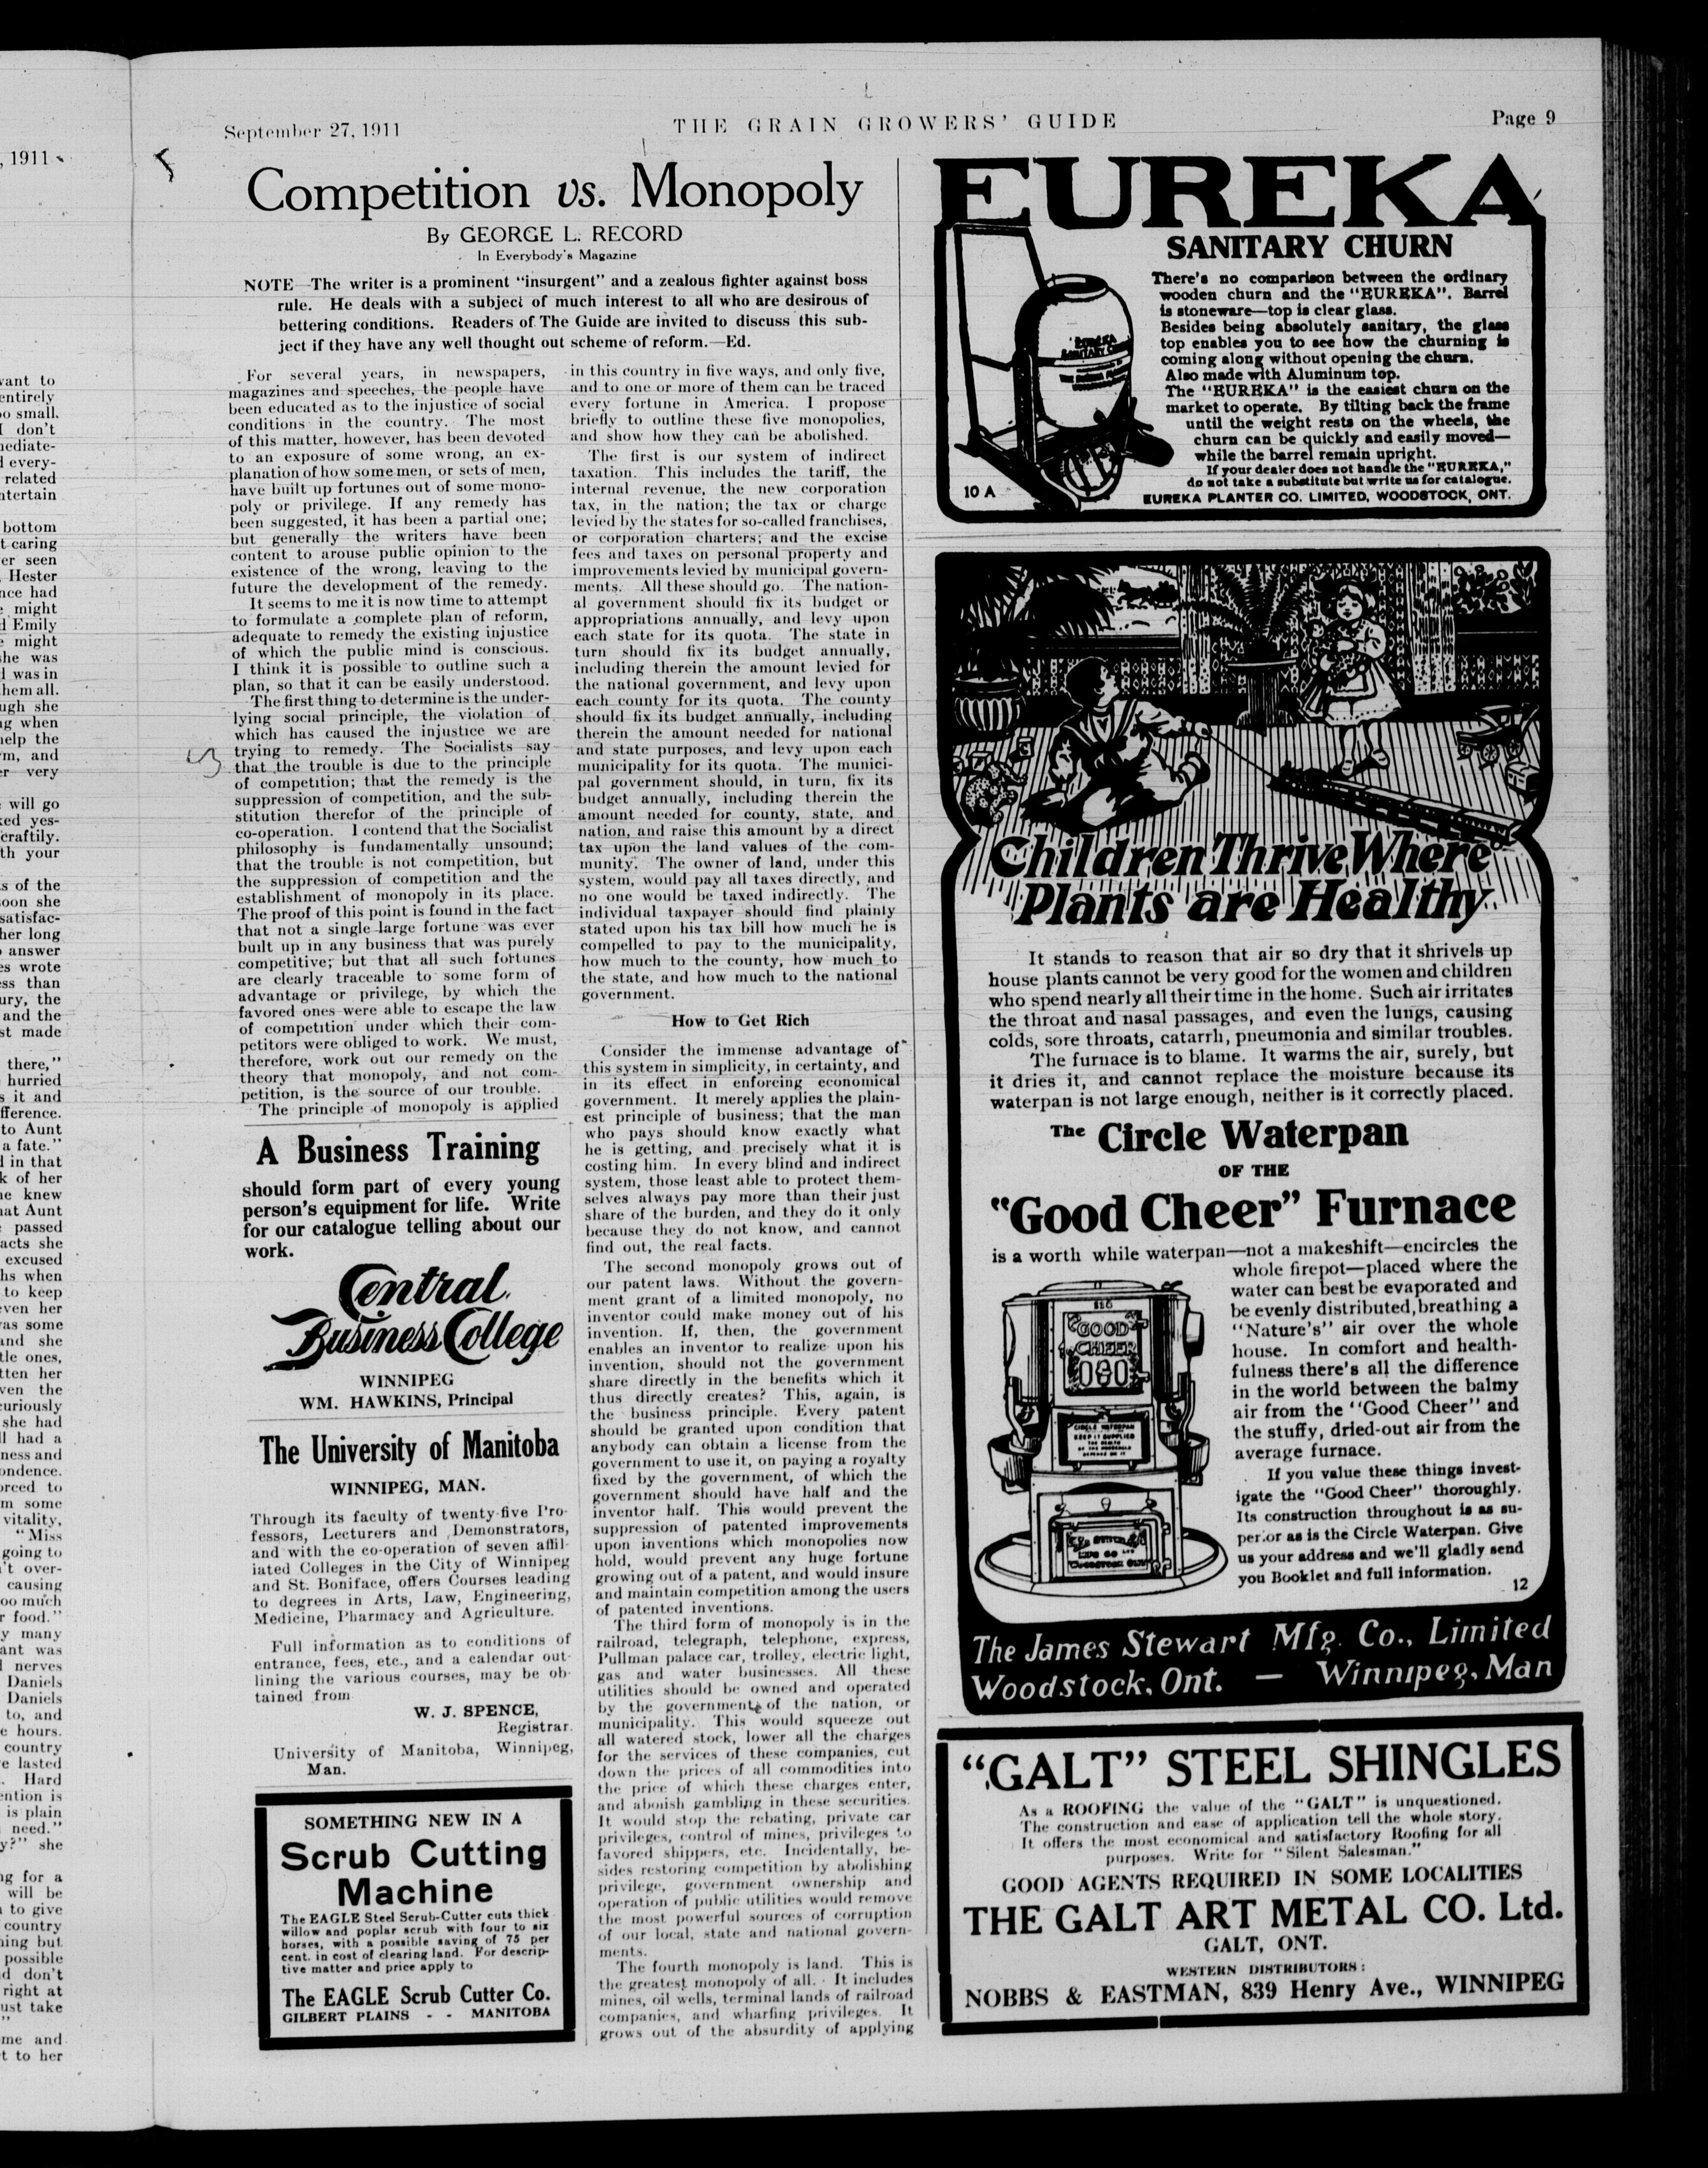 September 27, 1911
THE GRAIN GROWERS' GUIDE
Page 9
Competition vs. Monopoly
By GEORGE L. RECORD
In Everybody's Magazine
NOTE—The writer is a prominent "insurgent" and a zealous fighter against boss
rule. He deals with a subject of much interest to all who are desirous of
bettering conditions. Readers of The Guide are invited to discuss this sub-
ject if they have any well thought out scheme of reform.—Ed.
For several years, in newspapers,
magazines and speeches, the people have
been educated as to the injustice of social
conditions in the country. The most
of this matter, however, has been devoted
to an exposure of some wrong, an ex-
planation of how some men, or sets of men,
have built up fortunes out of some mono-
poly or privilege. If any remedy has
been suggested, it has been a partial one;
but generally the writers have been
content to arouse public opinion to the
existence of the wrong, leaving to the
future the development of the remedy.
It seems to me it is now time to attempt
to formulate a complete plan of reform,
adequate to remedy the existing injustice
of which the public mind is conscious.
I think it is possible to outline such a
plan, so that it can be easily understood.
The first thing to determine is the under-
lying social principle, the violation of
which has caused the injustice we are
trying to remedy. The Socialists say
that the trouble is due to the principle
of competition; that the remedy is the
suppression of competition, and the sub-
stitution therefor of the principle of
co-operation. I contend that the Socialist
philosophy is fundamentally unsound;
that the trouble is not competition, but
the suppression of competition and the
establishment of monopoly in its place.
The proof of this point is found in the fact
that not a single large fortune was ever
built up in any business that was purely
competitive; but that all such fortunes
are clearly traceable to some form of
advantage or privilege, by which the
favored ones were able to escape the law
of competition under which their com-
petitors were obliged to work. We must,
therefore, work out our remedy on the
theory that monopoly, and not com-
petition, is the source of our trouble.
The principle of monopoly is applied
in this country in five ways, and only five,
and to one or more of them can be traced
every fortune in America. I propose
briefly to outline these five monopolies,
and show how they can be abolished.
The first is our system of indirect
taxation. This includes the tariff, the
internal revenue, the new corporation
tax, in the nation; the tax or charge
levied by the states for so-called franchises,
or corporation charters; and the excise
fees and taxes on personal property and
improvements levied by municipal govern-
ments. All these should go. The nation-
al government should fix its budget or
appropriations annually, and levy upon
each state for its quota. The state in
turn should fix its budget annually,
including therein the amount levied for
the national government, and levy upon
each county for its quota. The county
should fix its budget annually, including
therein the amount needed for national
and state purposes, and levy upon each
municipality for its quota. The munici-
pal government should, in turn, fix its
budget annually, including therein the
amount needed for county, state, and
nation, and raise this amount by a direct
tax upon the land values of the com-
munity. The owner of land, under this
system, would pay all taxes directly, and
no one would be taxed indirectly. The
individual taxpayer should find plainly
stated upon his tax bill how much he is
compelled to pay to the municipality,
how much to the county, how much to
the state, and how much to the national
government.
How to Get Rich
Consider the immense advantage of
this system in simplicity, in certainty, and
in its effect in enforcing economical
government. It merely applies the plain-
est principle of business; that the man
who pays should know exactly what
he is getting, and precisely what it is
costing him. In every blind and indirect
system, those least able to protect them-
selves always pay more than their just
share of the burden, and they do it only
because they do not know, and cannot
find out, the real facts.
The second monopoly grows out of
our patent laws. Without the govern-
ment grant of a limited monopoly, no
inventor could make money out of his
invention. If, then, the government
enables an inventor to realize upon his
invention, should not the government
share directly in the benefits which it
thus directly creates? This, again, is
the business principle. Every patent
should be granted upon condition that
anybody can obtain a license from the
government to use it, on paying a royalty
fixed by the government, of which the
government should have half and the
inventor half. This would prevent the
suppression of patented improvements
upon inventions which monopolies now
hold, would prevent any huge fortune
growing out of a patent, and would insure
and maintain competition among the users
of patented inventions.
The third form of monopoly is in the
railroad, telegraph, telephone, express,
Pullman palace car, trolley, electric light,
gas and water businesses. All these
utilities should be owned and operated
by the government of the nation, or
municipality. This would squeeze out
all watered stock, lower all the charges
for the services of these companies, cut
down the prices of all commodities into
the price of which these charges enter,
and abolish gambling in these securities.
It would stop the rebating, private car
privileges, control of mines, privileges to
favored shippers, etc. Incidentally, be-
sides restoring competition by abolishing
privilege, government ownership and
operation of public utilities would remove
the most powerful sources of corruption
of our local, state and national govern-
ments.
The fourth monopoly is land. This is
the greatest monopoly of all. It includes
mines, oil wells, terminal lands of railroad
companies, and wharfing privileges. It
grows out of the absurdity of applying
A Business Training
should form part of every young
person's equipment for life. Write
for our catalogue telling about our
work.
Central
Business College
WINNIPEG
WM. HAWKINS, Principal
The University of Manitoba
WINNIPEG, MAN.
Through its faculty of twenty-five Pro-
fessors, Lecturers and Demonstrators,
and with the co-operation of seven affil-
iated Colleges in the City of Winnipeg
and St. Boniface, offers Courses leading
to degrees in Arts, Law, Engineering,
Medicine, Pharmacy and Agriculture.
Full information as to conditions of
entrance, fees, etc., and a calendar out-
lining the various courses, may be ob-
tained from
W. J. SPENCE,
Registrar.
University of Manitoba, Winnipeg,
Man.
SOMETHING NEW IN A
Scrub Cutting
Machine
The EAGLE Steel Scrub-Cutter cuts thick
willow and poplar scrub with four to six
horses, with a possible saving of 75 per
cent. in cost of clearing land. For descrip-
tive matter and price apply to
The EAGLE Scrub Cutter Co.
GILBERT PLAINS - - MANITOBA
EUREKA
SANITARY CHURN
There's no comparison between the ordinary
wooden churn and the "EUREKA". Barrel
is stoneware—top is clear glass.
Besides being absolutely sanitary, the glass
top enables you to see how the churning is
coming along without opening the churn.
Also made with Aluminum top.
The "EUREKA" is the easiest churn on the
market to operate. By tilting back the frame
until the weight rests on the wheels, the
churn can be quickly and easily moved—
while the barrel remain upright.
If your dealer does not handle the "EUREKA,"
do not take a substitute but write us for catalogue.
EUREKA PLANTER CO. LIMITED, WOODSTOCK, ONT.
10 A
EUREKA
SANITARY CHURN
Children Thrive Where
Plants are Healthy
It stands to reason that air so dry that it shrivels up
house plants cannot be very good for the women and children
who spend nearly all their time in the home. Such air irritates
the throat and nasal passages, and even the lungs, causing
colds, sore throats, catarrh, pneumonia and similar troubles.
The furnace is to blame. It warms the air, surely, but
it dries it, and cannot replace the moisture because its
waterpan is not large enough, neither is it correctly placed.
The Circle Waterpan
OF THE
"Good Cheer" Furnace
is a worth while waterpan—not a makeshift—encircles the
whole firepot—placed where the
water can best be evaporated and
be evenly distributed, breathing a
"Nature's" air over the whole
house. In comfort and health-
fulness there's all the difference
in the world between the balmy
air from the "Good Cheer" and
the stuffy, dried-out air from the
average furnace.
If you value these things invest-
igate the "Good Cheer" thoroughly.
Its construction throughout is as su-
perior as is the Circle Waterpan. Give
us your address and we'll gladly send
you Booklet and full information.
12
GOOD
CHEER
CIRCLE WATERPAN
KEEP IT SUPPLIED
The James Stewart Mfg. Co., Limited
Woodstock, Ont. — Winnipeg, Man
"GALT" STEEL SHINGLES
As a ROOFING the value of the "GALT" is unquestioned.
The construction and ease of application tell the whole story.
It offers the most economical and satisfactory Roofing for all
purposes. Write for "Silent Salesman."
GOOD AGENTS REQUIRED IN SOME LOCALITIES
THE GALT ART METAL CO. Ltd.
GALT, ONT.
WESTERN DISTRIBUTORS:
NOBBS & EASTMAN, 839 Henry Ave., WINNIPEG